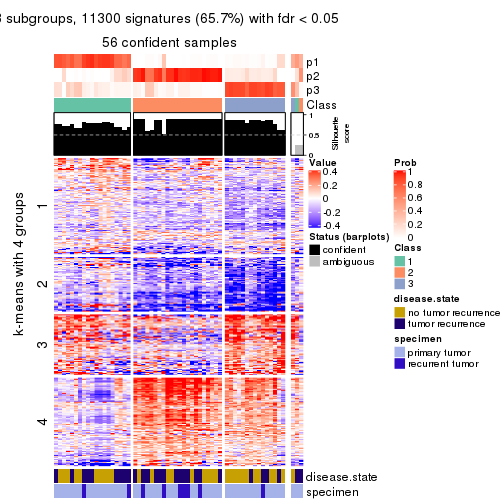 3 subgroups, 11300 signatures (65.7%) with fdr < 0.05
56 confident samples
p1
p2
p3
Class
1
0.5
0
Silhouette
score
k-means with 4 groups
1
2
3
4
Value
0.4
0.2
0
-0.2
-0.4
Status (barplots)
confident
ambiguous
Prob
1
0.8
0.6
0.4
0.2
0
Class
1
2
3
disease.state
no tumor recurrence
tumor recurrence
specimen
primary tumor
recurrent tumor
disease.state
specimen